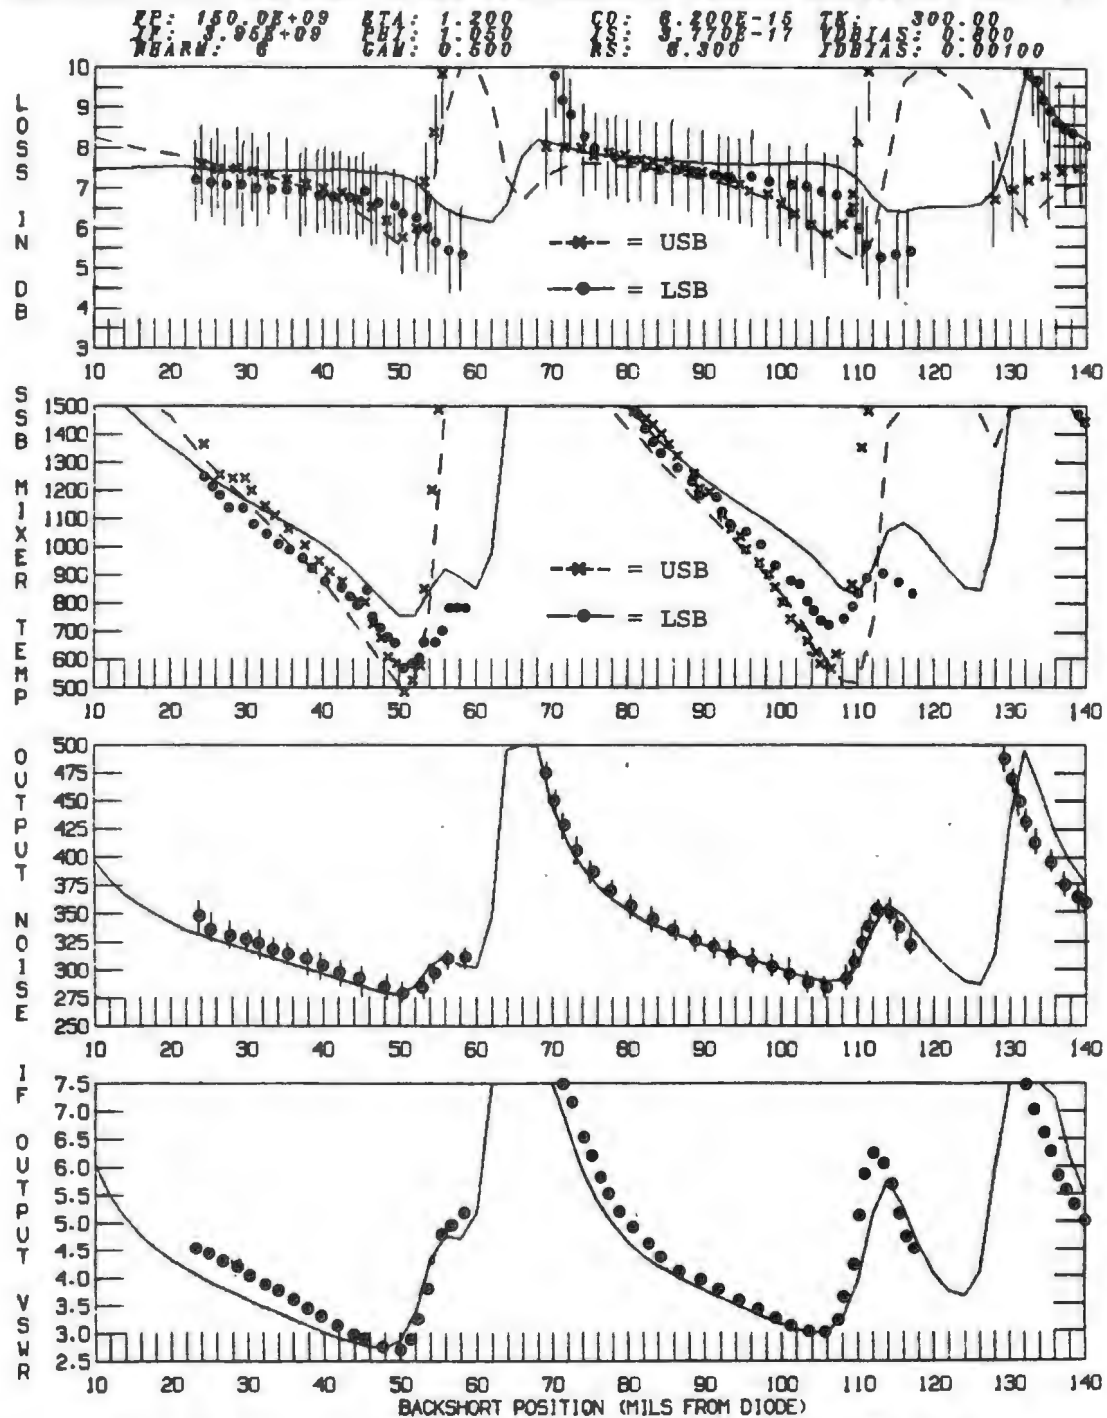 FP: 150.0E+09 ETA: 1.200 CO: 6.200E-15 TK: 300.00
IF: 3.95E+09 PHI: 1.050 IS: 3.770E-17 VDBIAS: 0.800
NHARM: 6 GAM: 0.500 RS: 6.300 IDBIAS: 0.00100
LOSS IN DB
10
9
8
7
6
5
4
3
= USB
= LSB
10 20 30 40 50 60 70 80 90 100 110 120 130 140
SSB MIXER TEMP
1500
1400
1300
1200
1100
1000
900
800
700
600
500
= USB
= LSB
10 20 30 40 50 60 70 80 90 100 110 120 130 140
OUTPUT NOISE
500
475
450
425
400
375
350
325
300
275
250
10 20 30 40 50 60 70 80 90 100 110 120 130 140
IF OUTPUT VSWR
7.5
7.0
6.5
6.0
5.5
5.0
4.5
4.0
3.5
3.0
2.5
10 20 30 40 50 60 70 80 90 100 110 120 130 140
BACKSHORT POSITION (MILS FROM DIODE)